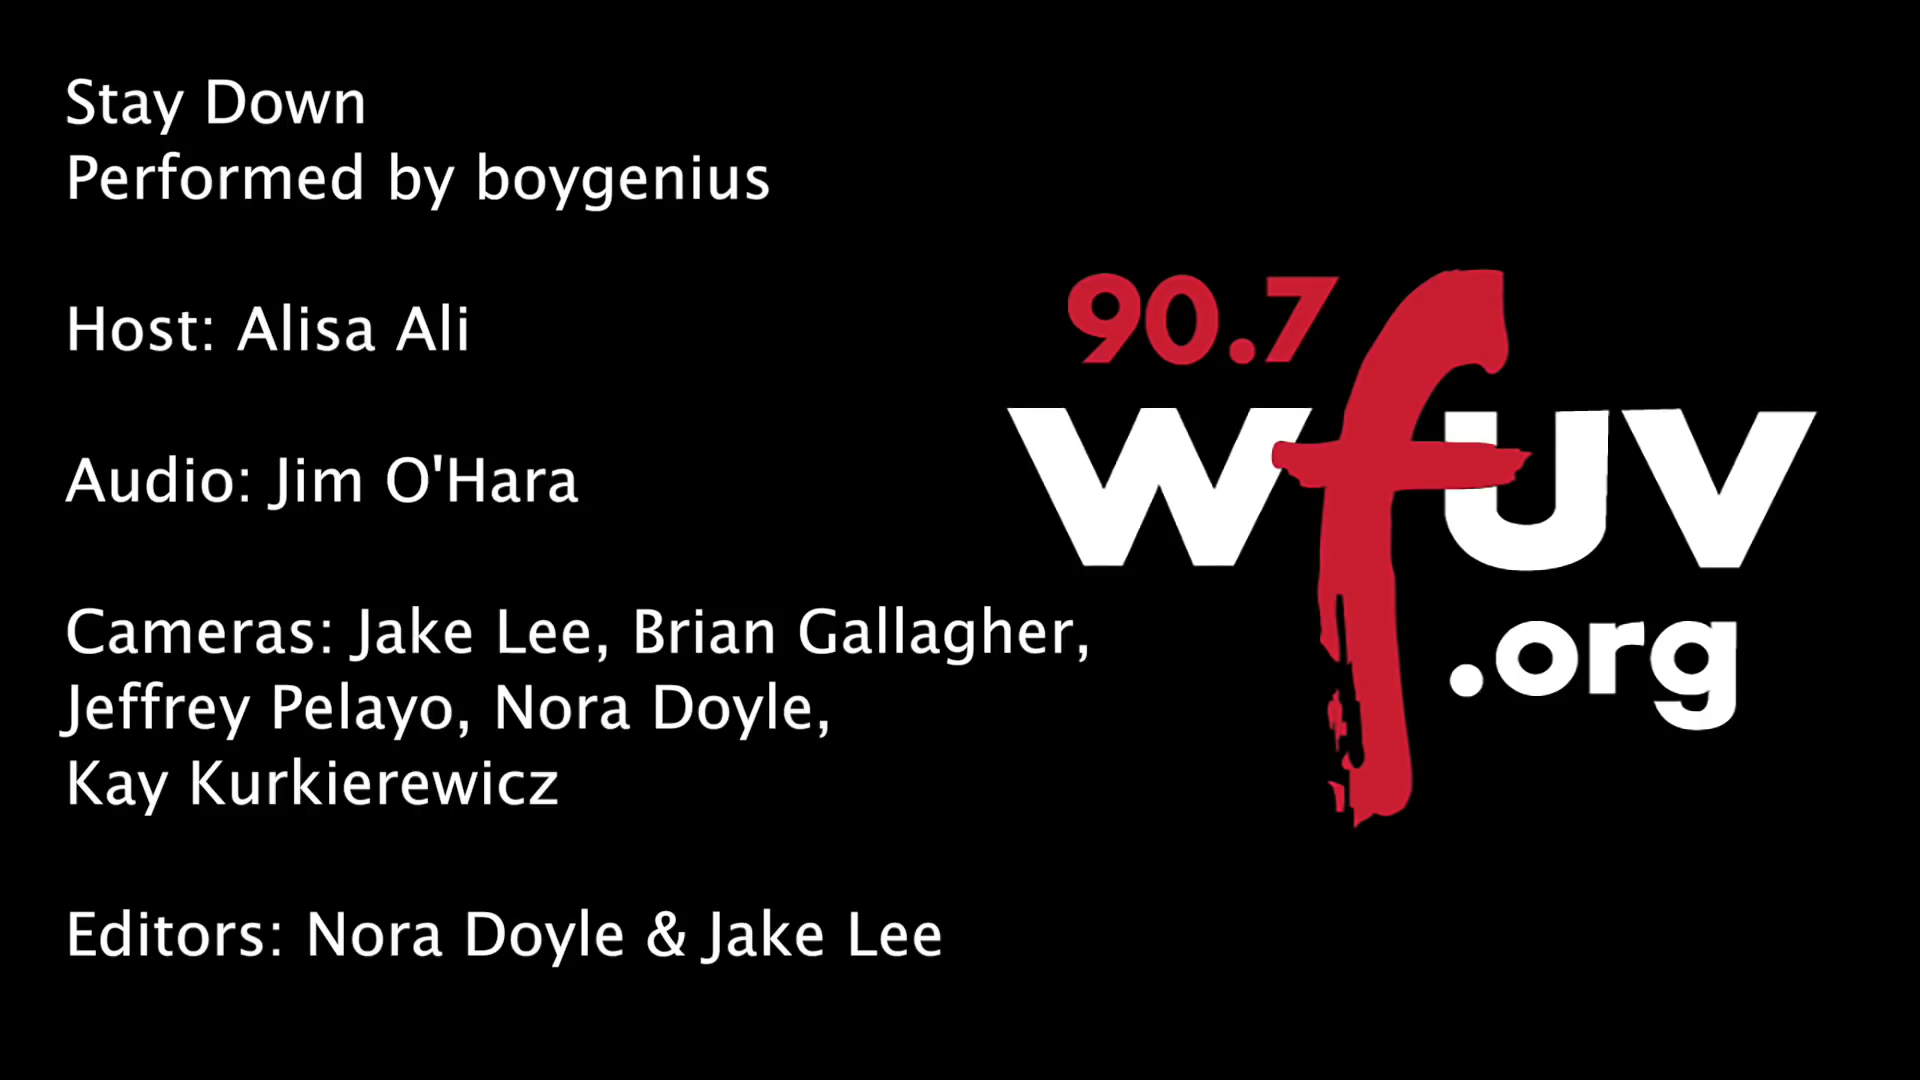 Stay Down
Performed by boygenius
Host: Alisa Ali
Audio: Jim O'Hara
Cameras: Jake Lee, Brian Gallagher,
Jeffrey Pelayo, Nora Doyle,
Kay Kurkierewicz
Editors: Nora Doyle & Jake Lee
90.7
wfuv
.org